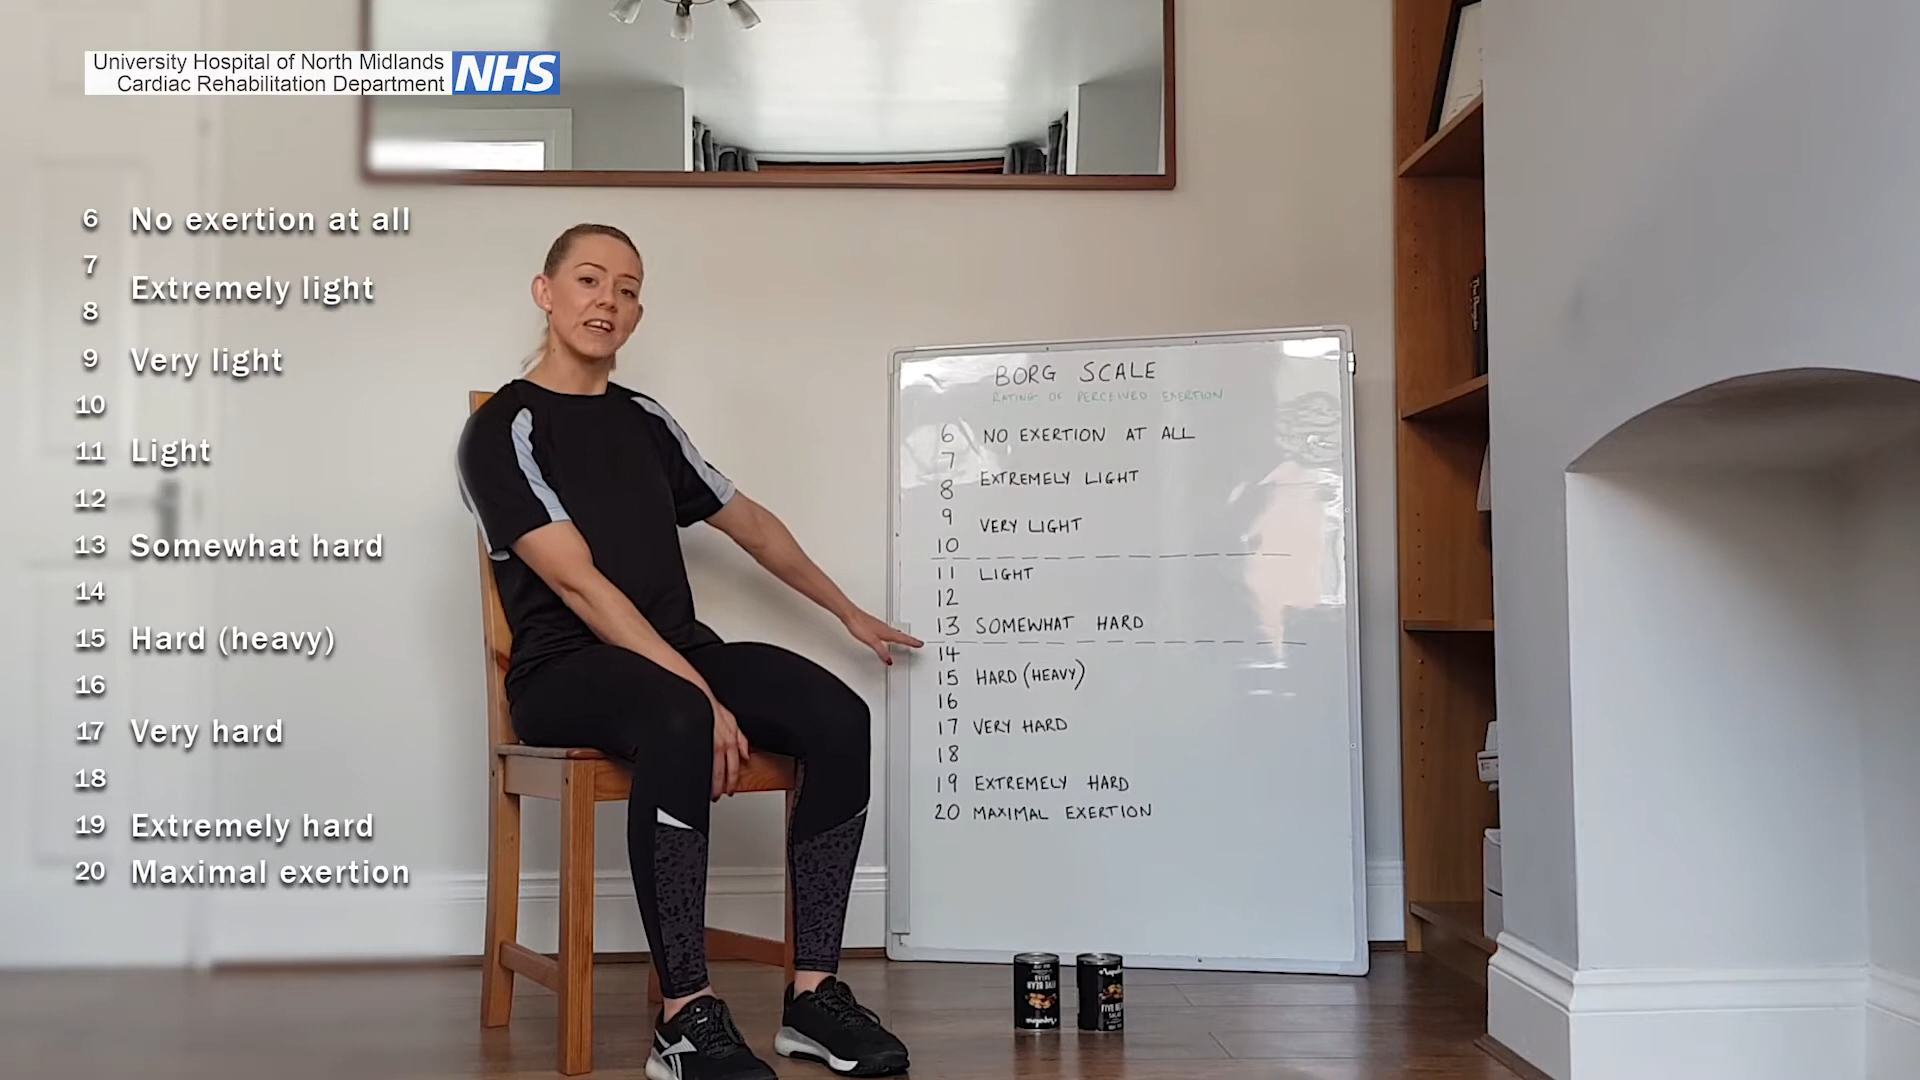 University Hospital of North Midlands
Cardiac Rehabilitation Department
NHS
6 No exertion at all
7
Extremely light
8
9 Very light
10
11 Light
12
13 Somewhat hard
14
15 Hard (heavy)
16
17 Very hard
18
19 Extremely hard
20 Maximal exertion
BORG SCALE
RATING OF PERCEIVED EXERTION
6 NO EXERTION AT ALL
7
EXTREMELY LIGHT
8
9 VERY LIGHT
10
11 LIGHT
12
13 SOMEWHAT HARD
14
15 HARD (HEAVY)
16
17 VERY HARD
18
19 EXTREMELY HARD
20 MAXIMAL EXERTION
FIVE BEAN
SALAD
FIVE